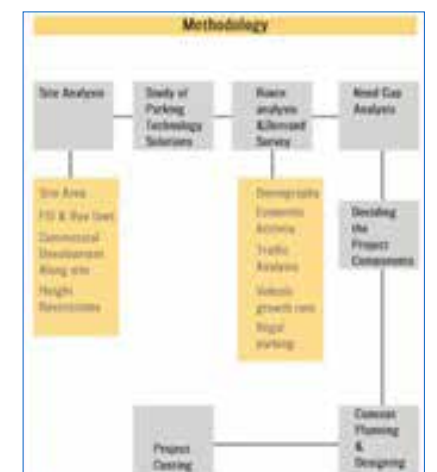 Methodology
Site Analysis
Study of
Parking
Technology
Solutions
analysis
&Demand
Survey
Need Gap
Analysis
Site Area
FSI & Bye laws
Commercial
Development
Along site
Height
Restrictions
Demography
Economic
Activity
Traffic
Analysis
Vehicle
growth rate
Illegal
parking
Deciding
the
Project
Components
Concept
Planning
&
Designing
Project
Costing